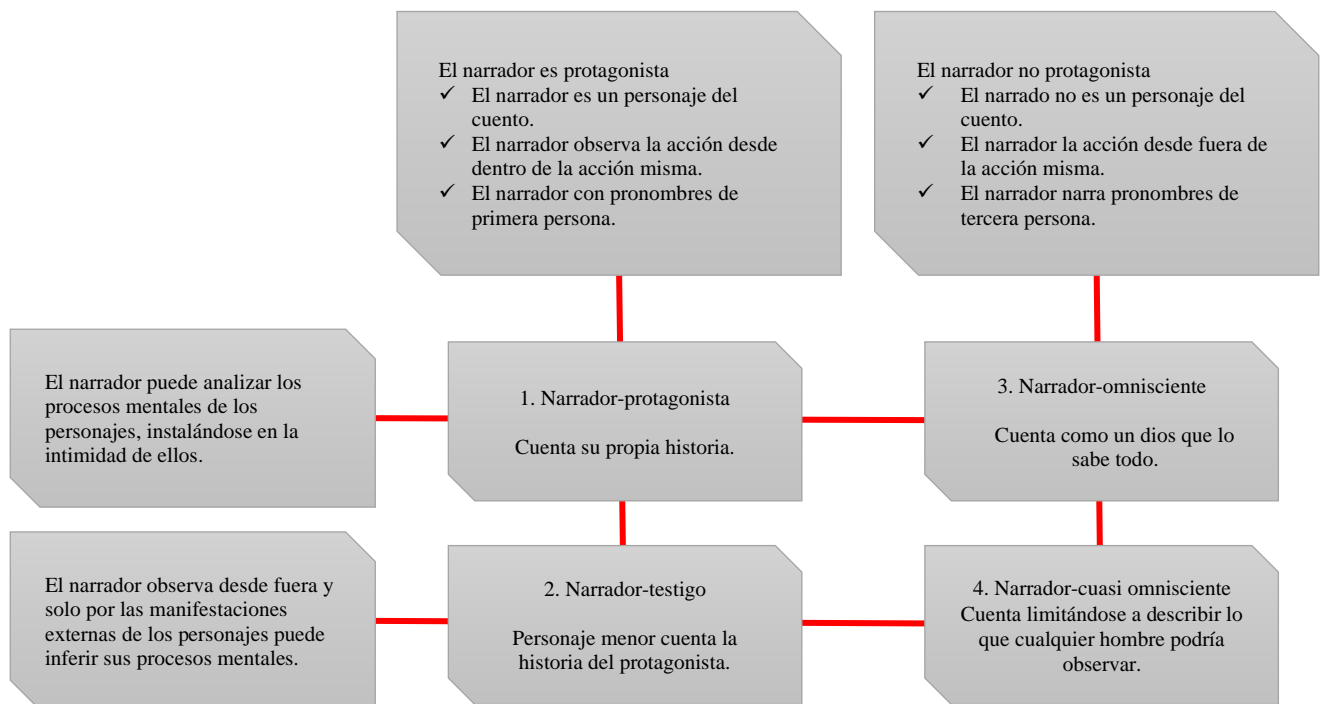 El narrador es protagonista
✓ El narrador es un personaje del
cuento.
✓ El narrador observa la acción desde
dentro de la acción misma.
✓ El narrador con pronombres de
primera persona.
El narrador no protagonista
✓ El narrado no es un personaje del
cuento.
✓ El narrador la acción desde fuera de
la acción misma.
✓ El narrador narra pronombres de
tercera persona.
El narrador puede analizar los
procesos mentales de los
personajes, instalándose en la
intimidad de ellos.
1. Narrador-protagonista
Cuenta su propia historia.
3. Narrador-omnisciente
Cuenta como un dios que lo
sabe todo.
El narrador observa desde fuera y
solo por las manifestaciones
externas de los personajes puede
inferir sus procesos mentales.
2. Narrador-testigo
Personaje menor cuenta la
historia del protagonista.
4. Narrador-cuasi omnisciente
Cuenta limitándose a describir lo
que cualquier hombre podría
observar.